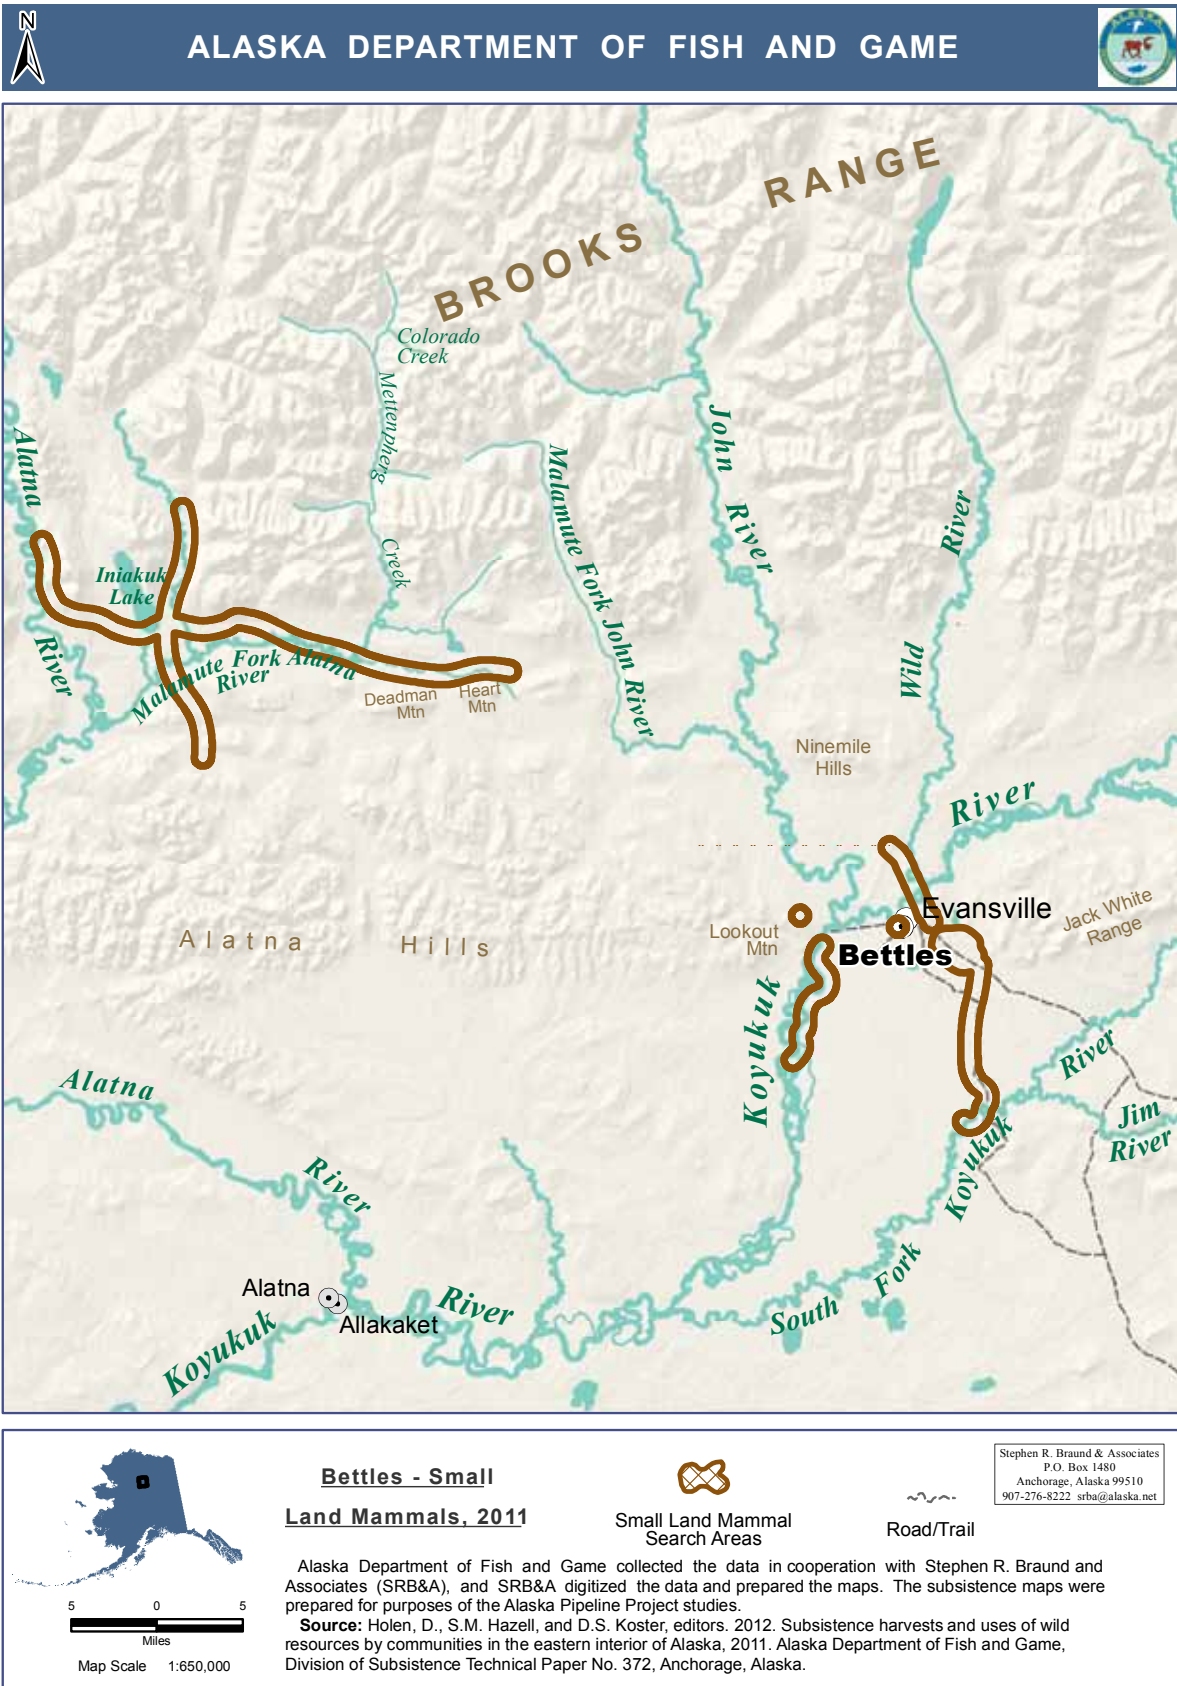 N
ALASKA DEPARTMENT OF FISH AND GAME
BROOKS RANGE
Colorado
Creek
Mettenpherg
Creek
John
River
Alatna
River
Malamute Fork John River
Wild
River
Iniakuk
Lake
Malamute Fork Alatna
River
Deadman
Mtn
Heart
Mtn
Ninemile
Hills
River
Evansville
Jack White
Range
Lookout
Mtn
Bettles
Alatna Hills
Koyukuk
River
Jim
River
Alatna
River
Koyukuk
Fork
South
Alatna
Allakaket
River
Koyukuk
Bettles - Small
Land Mammals, 2011
Small Land Mammal
Search Areas
Road/Trail
Stephen R. Braund & Associates
P.O. Box 1480
Anchorage, Alaska 99510
907-276-8222 srba@alaska.net
5 0 5
Miles
Map Scale 1:650,000
Alaska Department of Fish and Game collected the data in cooperation with Stephen R. Braund and
Associates (SRB&A), and SRB&A digitized the data and prepared the maps. The subsistence maps were
prepared for purposes of the Alaska Pipeline Project studies.
Source: Holen, D., S.M. Hazell, and D.S. Koster, editors. 2012. Subsistence harvests and uses of wild
resources by communities in the eastern interior of Alaska, 2011. Alaska Department of Fish and Game,
Division of Subsistence Technical Paper No. 372, Anchorage, Alaska.